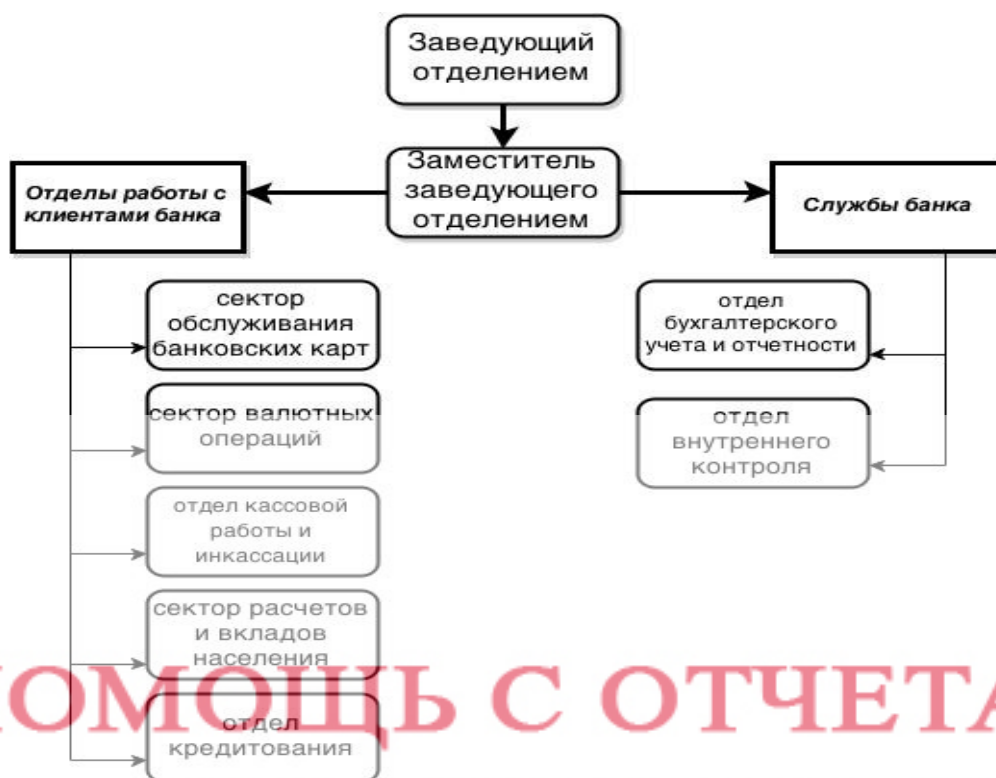 Заведующий
отделением
Заместитель
заведующего
отделением
Отделы работы с
клиентами банка
Службы банка
сектор
обслуживания
банковских карт
сектор валютных
операций
отдел кассовой
работы и
инкассации
сектор расчетов
и вкладов
населения
отдел
кредитования
отдел
бухгалтерского
учета и отчетности
отдел
внутреннего
контроля
ОМОЩЬ С ОТЧЕТА